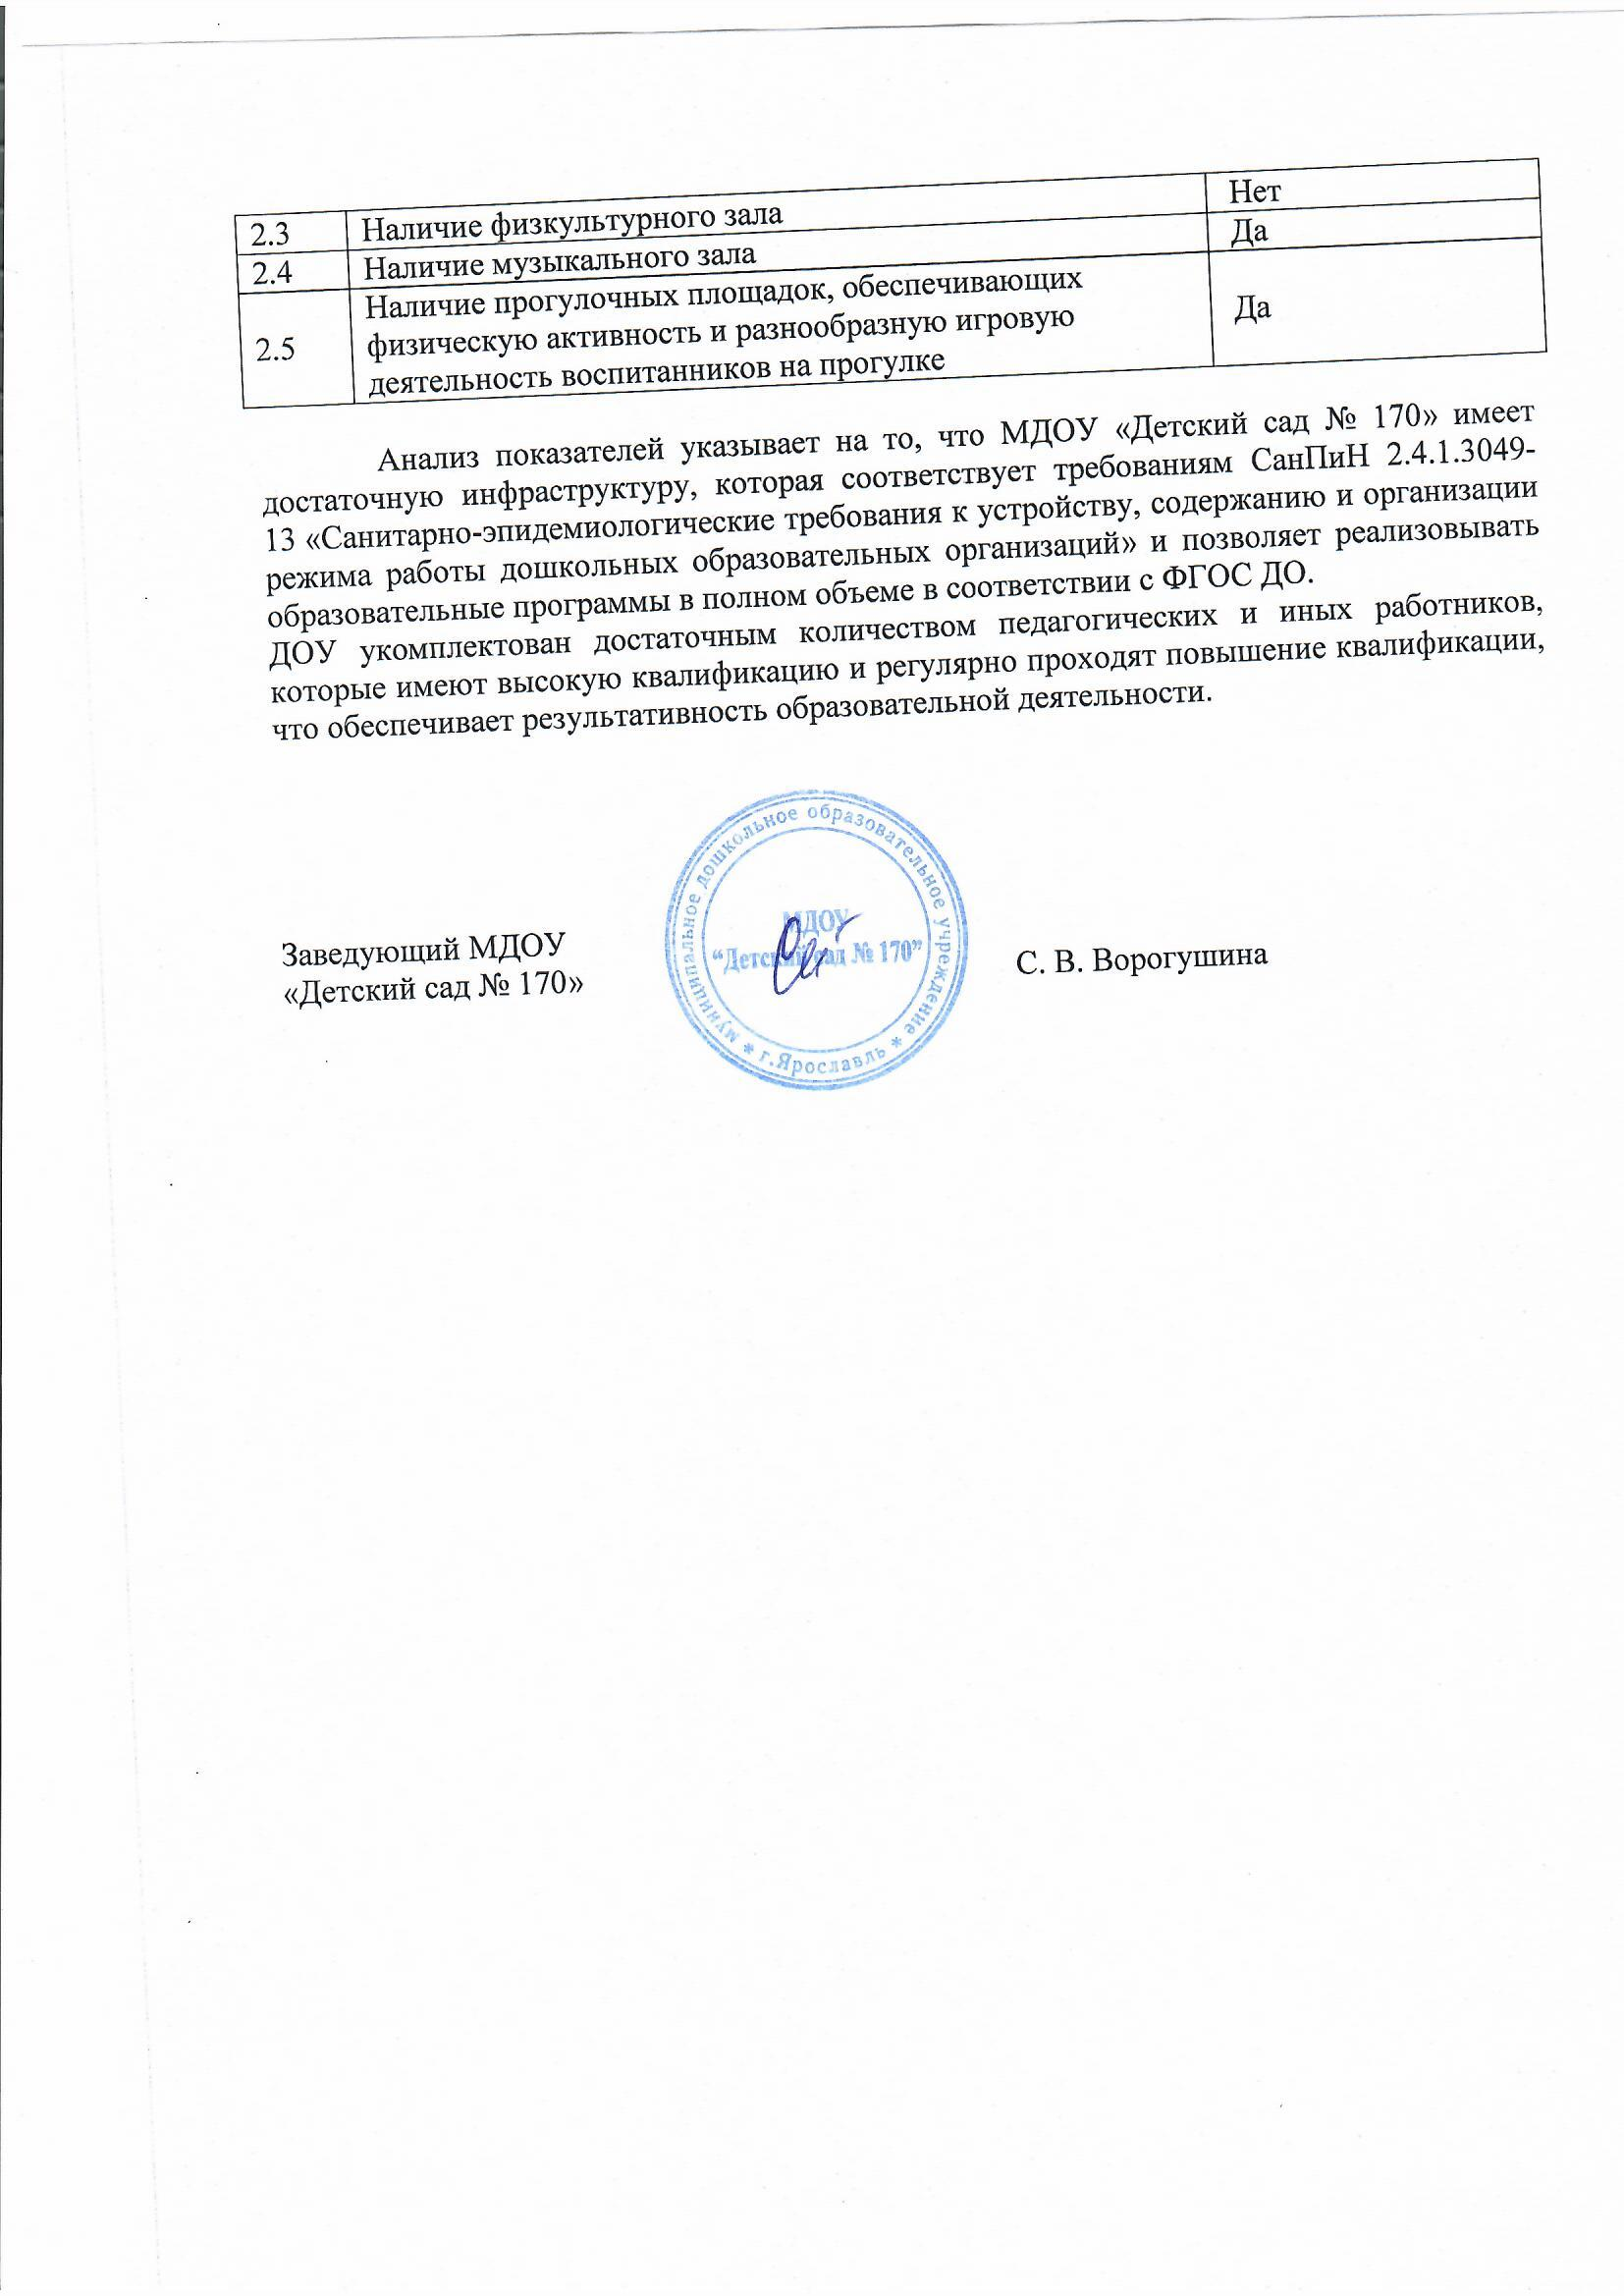 2.3 Наличие физкультурного зала Нет
2.4 Наличие музыкального зала Да
2.5 Наличие прогулочных площадок, обеспечивающих
физическую активность и разнообразную игровую
деятельность воспитанников на прогулке Да
Анализ показателей указывает на то, что МДОУ «Детский сад № 170» имеет
достаточную инфраструктуру, которая соответствует требованиям СанПиН 2.4.1.3049-
13 «Санитарно-эпидемиологические требования к устройству, содержанию и организации
режима работы дошкольных образовательных организаций» и позволяет реализовывать
образовательные программы в полном объеме в соответствии с ФГОС ДО.
ДОУ укомплектован достаточным количеством педагогических и иных работников,
которые имеют высокую квалификацию и регулярно проходят повышение квалификации,
что обеспечивает результативность образовательной деятельности.
Заведующий МДОУ
«Детский сад № 170»
муниципальное дошкольное образовательное учреждение
* г.Ярославль *
МДОУ
“Детский сад № 170”
С. В. Ворогушина